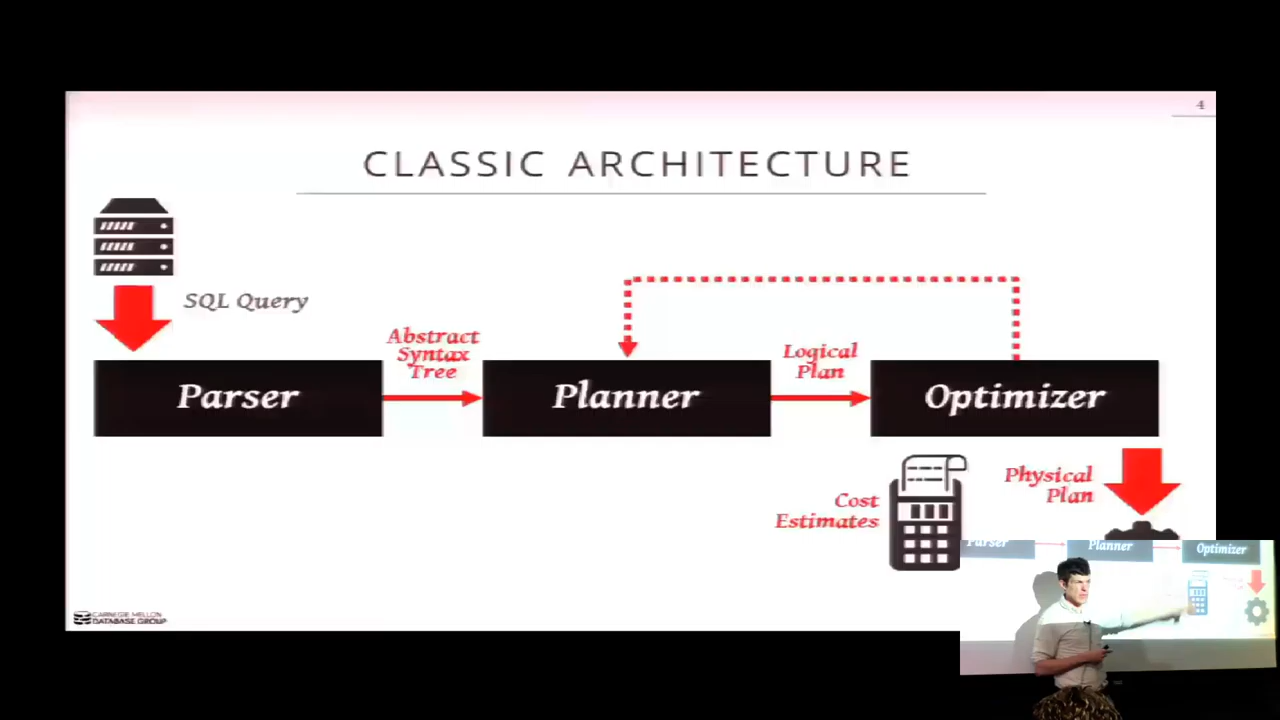 4
CLASSIC ARCHITECTURE
SQL Query
Abstract
Syntax
Tree
Logical
Plan
Parser
Planner
Optimizer
Cost
Estimates
Physical
Plan
CARNEGIE MELLON
DATABASE GROUP
Parser
Planner
Optimizer